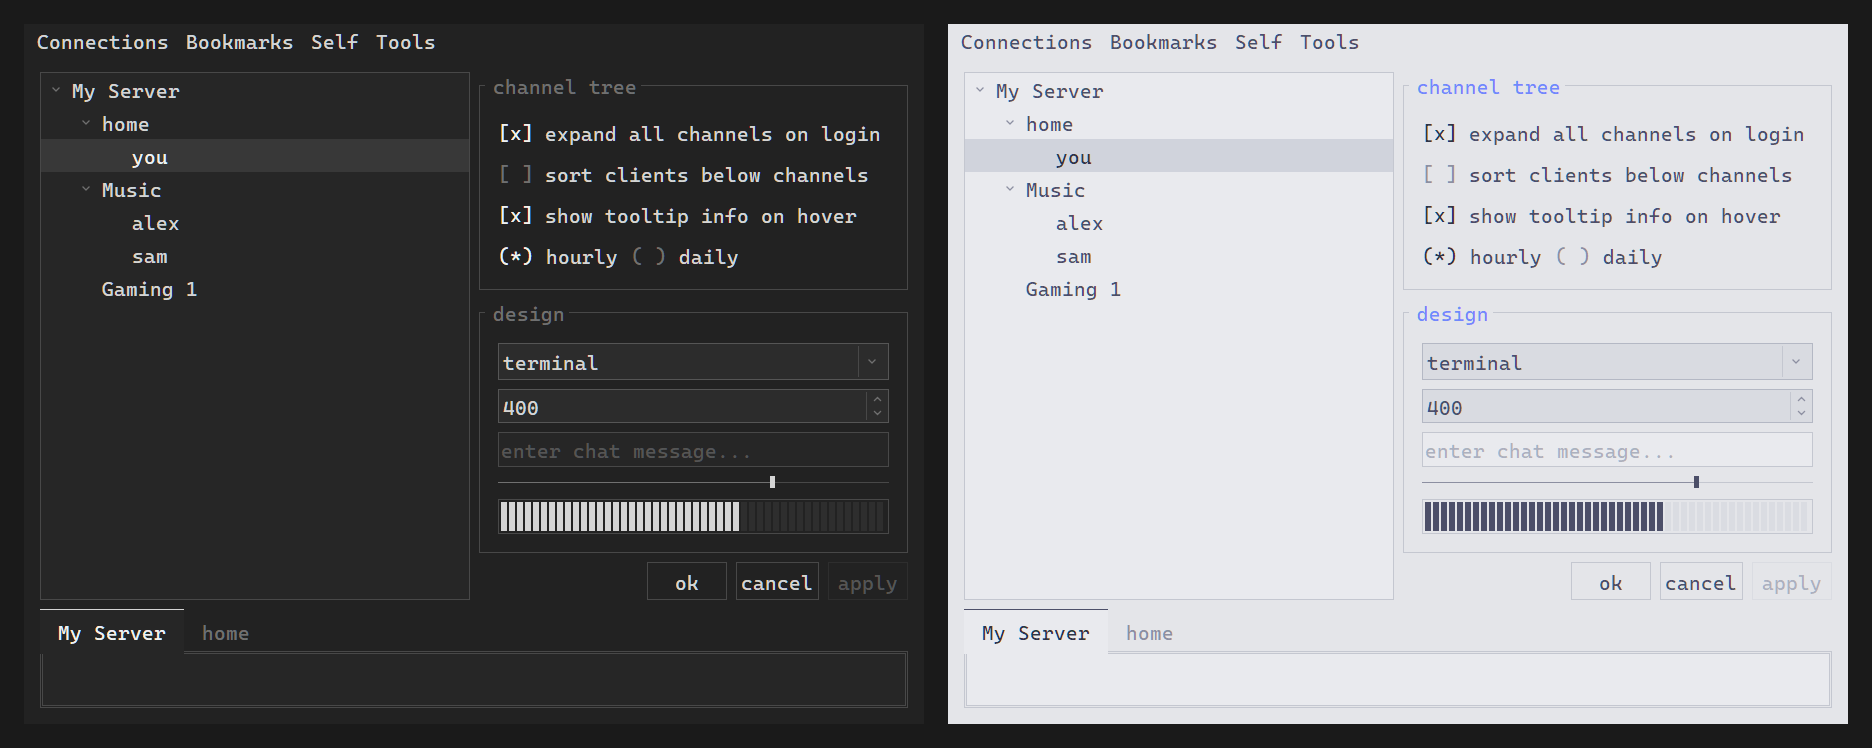 Connections Bookmarks Self Tools
My Server
home
you
Music
alex
sam
Gaming 1
channel tree
[x] expand all channels on login
[ ] sort clients below channels
[x] show tooltip info on hover
(*) hourly ( ) daily
design
terminal
400
enter chat message...
ok cancel apply
My Server home
Connections Bookmarks Self Tools
My Server
home
you
Music
alex
sam
Gaming 1
channel tree
[x] expand all channels on login
[ ] sort clients below channels
[x] show tooltip info on hover
(*) hourly ( ) daily
design
terminal
400
enter chat message...
ok cancel apply
My Server home